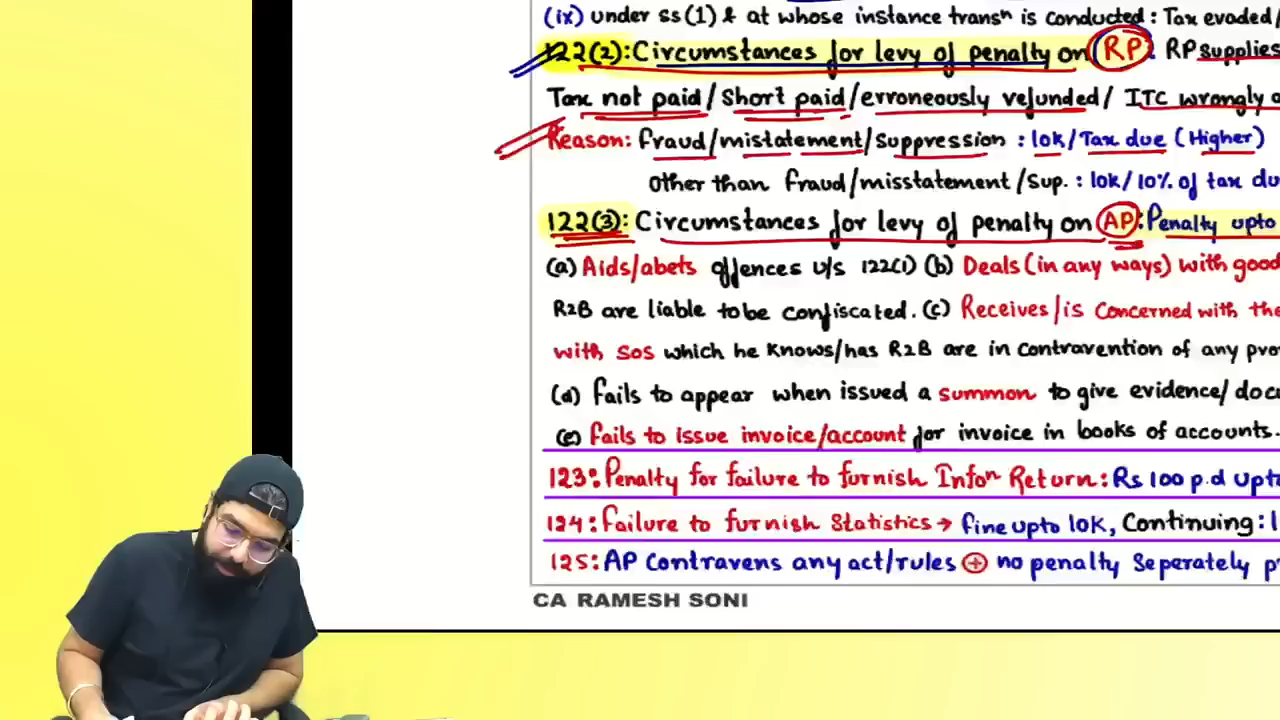 (ix) under ss(1) & at whose instance transⁿ is conducted: Tax evaded/
122(2): Circumstances for levy of penalty on RP. RP supplies
Tax not paid/short paid/erroneously refunded/ ITC wrongly
Reason: fraud/mistatement/suppression : 10k/Tax due (Higher)
Other than fraud/misstatement/Sup. : 10k/10% of tax du
122(3): Circumstances for levy of penalty on AP: Penalty upto
(a) Aids/abets offences u/s 122(1) (b) Deals (in any ways) with good
R2B are liable to be confiscated. (c) Receives/is concerned with the
with SOS which he knows/has R2B are in contravention of any pro
(d) Fails to appear when issued a summon to give evidence/ doc
(e) Fails to issue invoice/account for invoice in books of accounts.
123: Penalty for failure to furnish Infoⁿ Return: Rs 100 p.d upto
124: Failure to furnish Statistics → fine upto 10k, Continuing: 1
125: AP Contravens any act/rules ⊕ no penalty Seperately p
CA RAMESH SONI